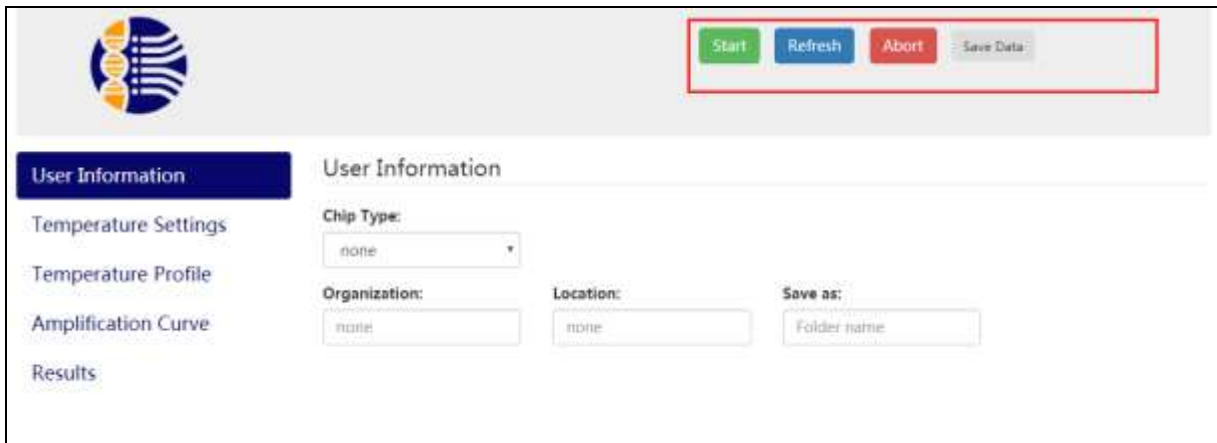 Start Refresh Abort Save Data
User Information
User Information
Temperature Settings
Temperature Profile
Amplification Curve
Results
Chip Type:
none
Organization: Location: Save as:
none none Folder name